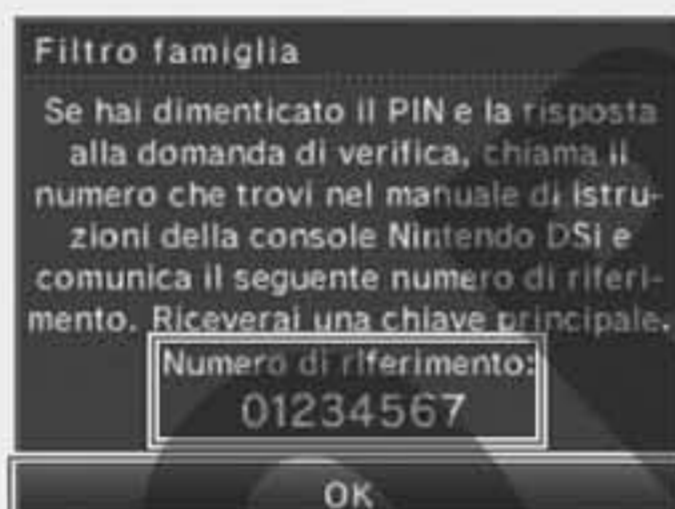 Filtro famiglia
Se hai dimenticato il PIN e la risposta
alla domanda di verifica, chiama il
numero che trovi nel manuale di istru-
zioni della console Nintendo DSi e
comunica il seguente numero di riferi-
mento. Riceverai una chiave principale.
Numero di riferimento:
01234567
OK